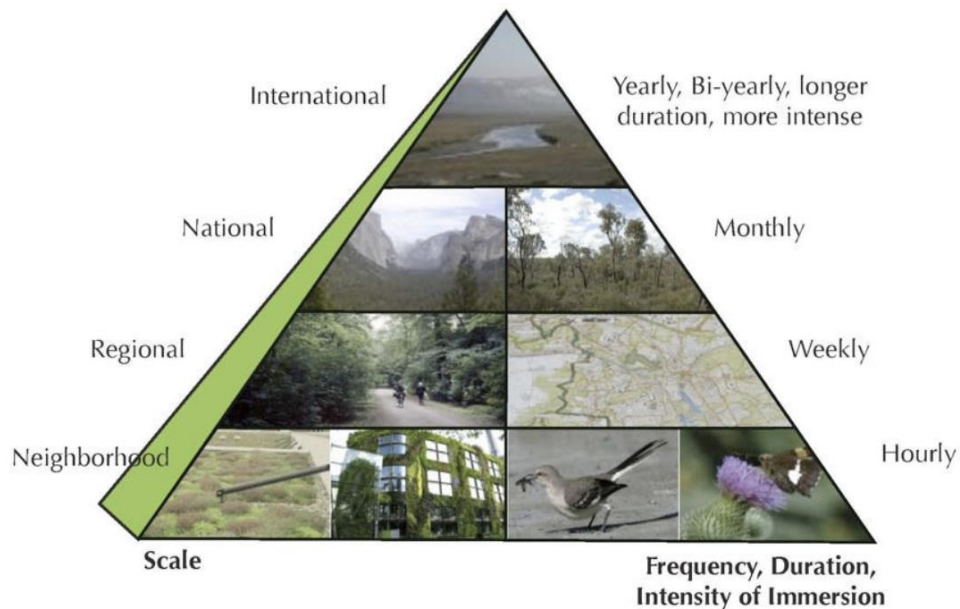 International
Yearly, Bi-yearly, longer
duration, more intense
National
Monthly
Regional
Weekly
Neighborhood
Hourly
Scale
Frequency, Duration,
Intensity of Immersion